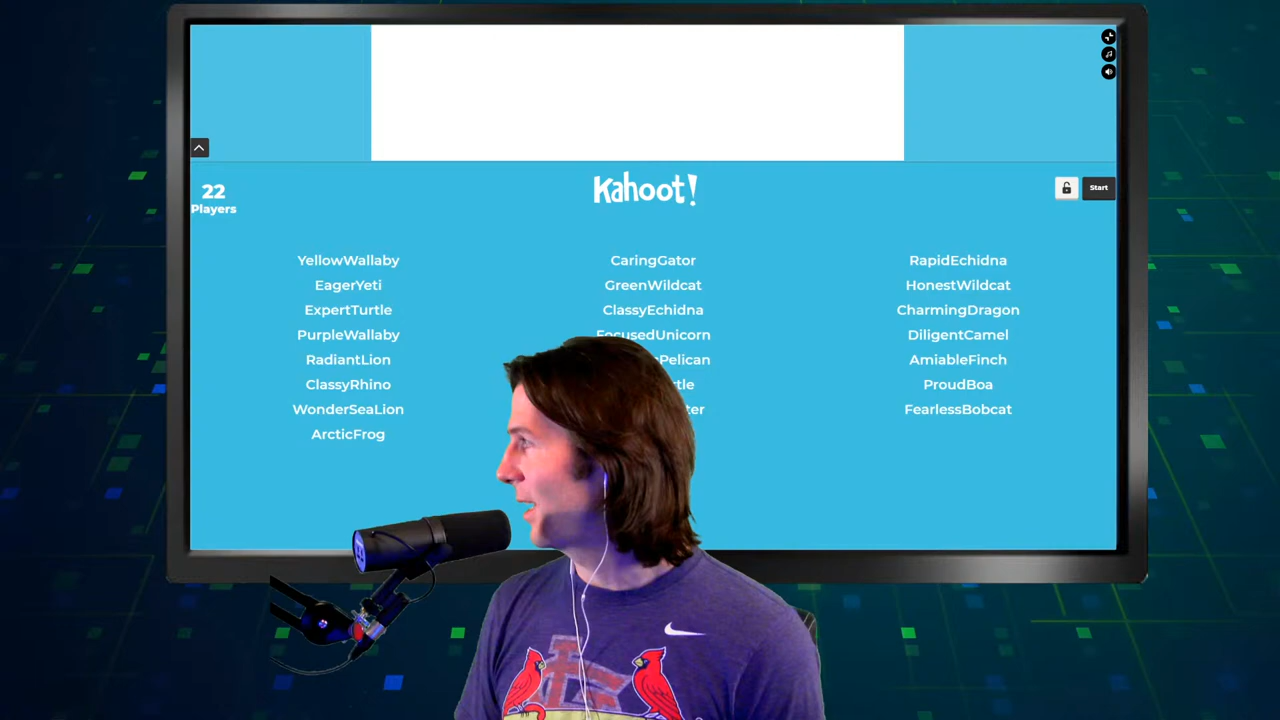 22
Players
Kahoot!
Start
YellowWallaby
CaringGator
RapidEchidna
EagerYeti
GreenWildcat
HonestWildcat
ExpertTurtle
ClassyEchidna
CharmingDragon
PurpleWallaby
FocusedUnicorn
DiligentCamel
RadiantLion
Pelican
AmiableFinch
ClassyRhino
ProudBoa
WonderSeaLion
FearlessBobcat
ArcticFrog